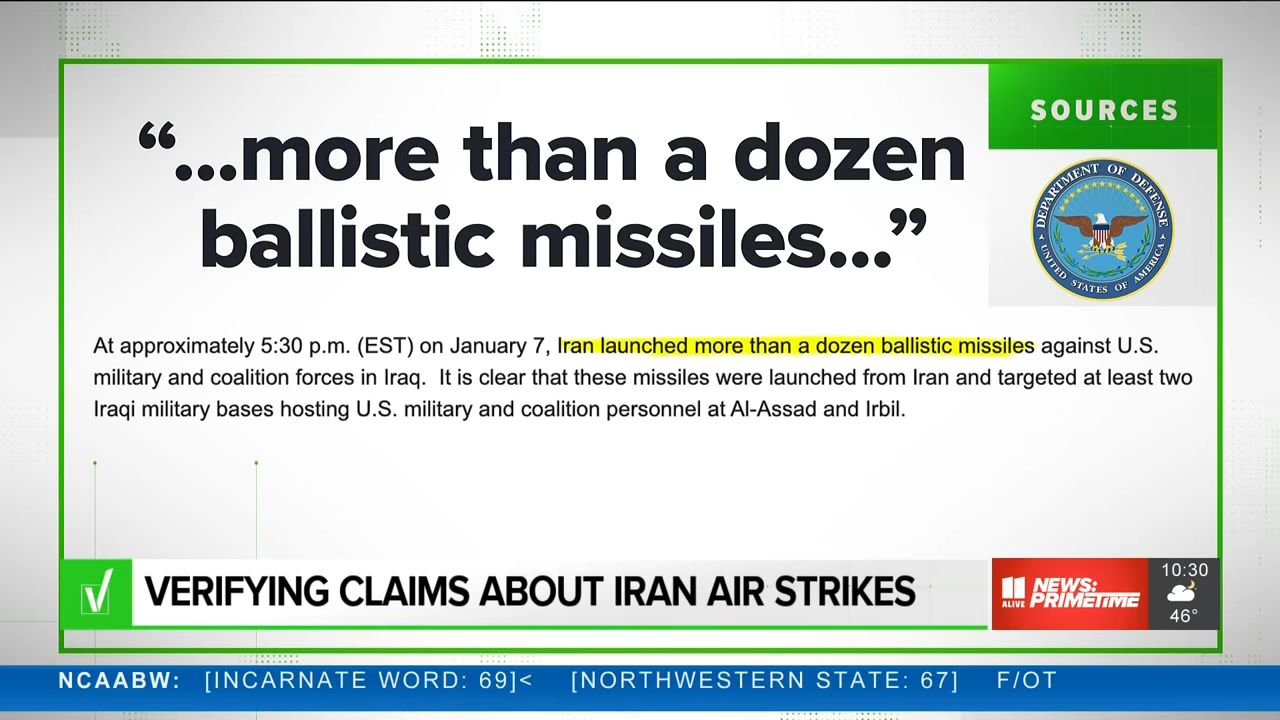 “...more than a dozen
ballistic missiles...”
SOURCES
DEPARTMENT OF DEFENSE
UNITED STATES OF AMERICA
At approximately 5:30 p.m. (EST) on January 7, Iran launched more than a dozen ballistic missiles against U.S.
military and coalition forces in Iraq.  It is clear that these missiles were launched from Iran and targeted at least two
Iraqi military bases hosting U.S. military and coalition personnel at Al-Assad and Irbil.
VERIFYING CLAIMS ABOUT IRAN AIR STRIKES
11 ALIVE
NEWS:
PRIMETIME
10:30
46°
NCAABW: [INCARNATE WORD: 69]< [NORTHWESTERN STATE: 67] F/OT